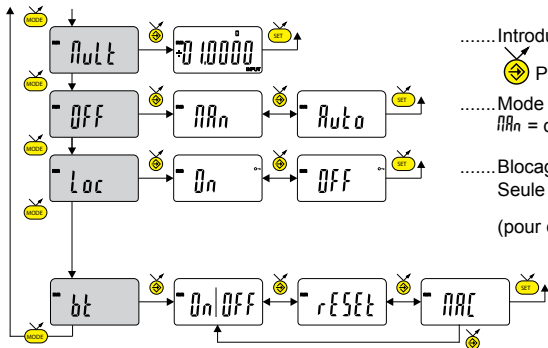 MODE
Mult
÷01.0000
INPUT
SET
.......Introdu
P
MODE
OFF
MAn
Auto
SET
.......Mode
MAn = d
MODE
Loc
On
OFF
SET
.......Blocag
Seule
MODE
(pour d
bt
On|OFF
rESEt
MAC
SET
MODE